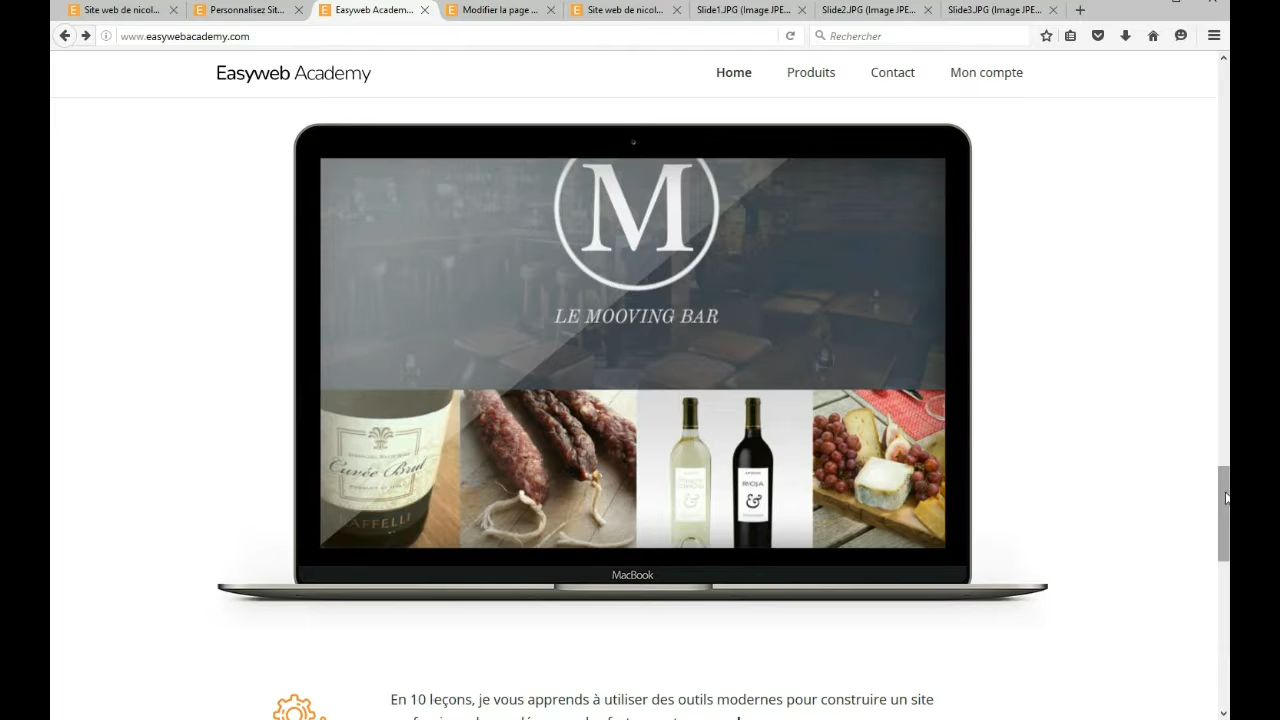 Site web de nicol...
Personnalisez Sit...
Easyweb Academ...
Modifier la page ...
Site web de nicol...
Slide1.JPG (Image JPE...
Slide2.JPG (Image JPE...
Slide3.JPG (Image JPE...
www.easywebacademy.com
Rechercher
Easyweb Academy
Home
Produits
Contact
Mon compte
M
LE MOOVING BAR
Cuvée Brut
RAFFELLI
&
RIOJA
&
MacBook
En 10 leçons, je vous apprends à utiliser des outils modernes pour construire un site